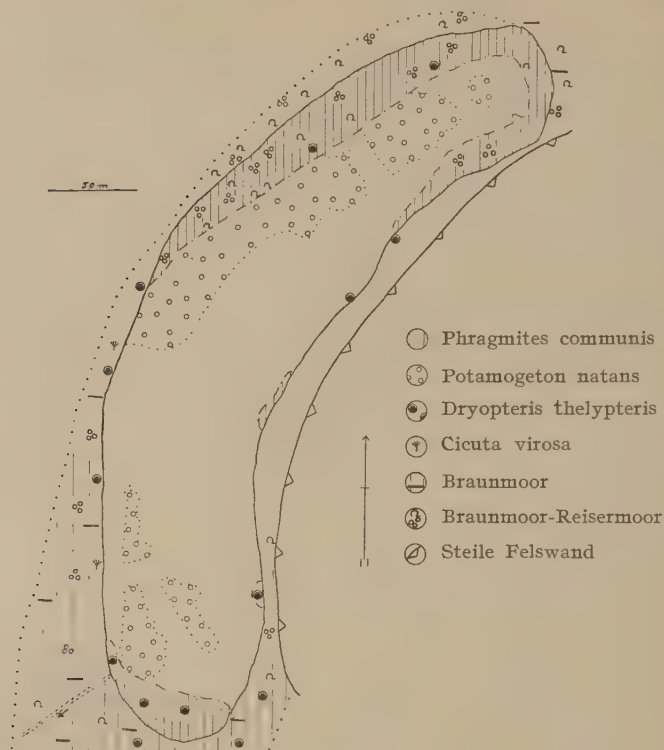 50 m
Phragmites communis
Potamogeton natans
Dryopteris thelypteris
Cicuta virosa
Braunmoor
Braunmoor-Reisermoor
Steile Felswand